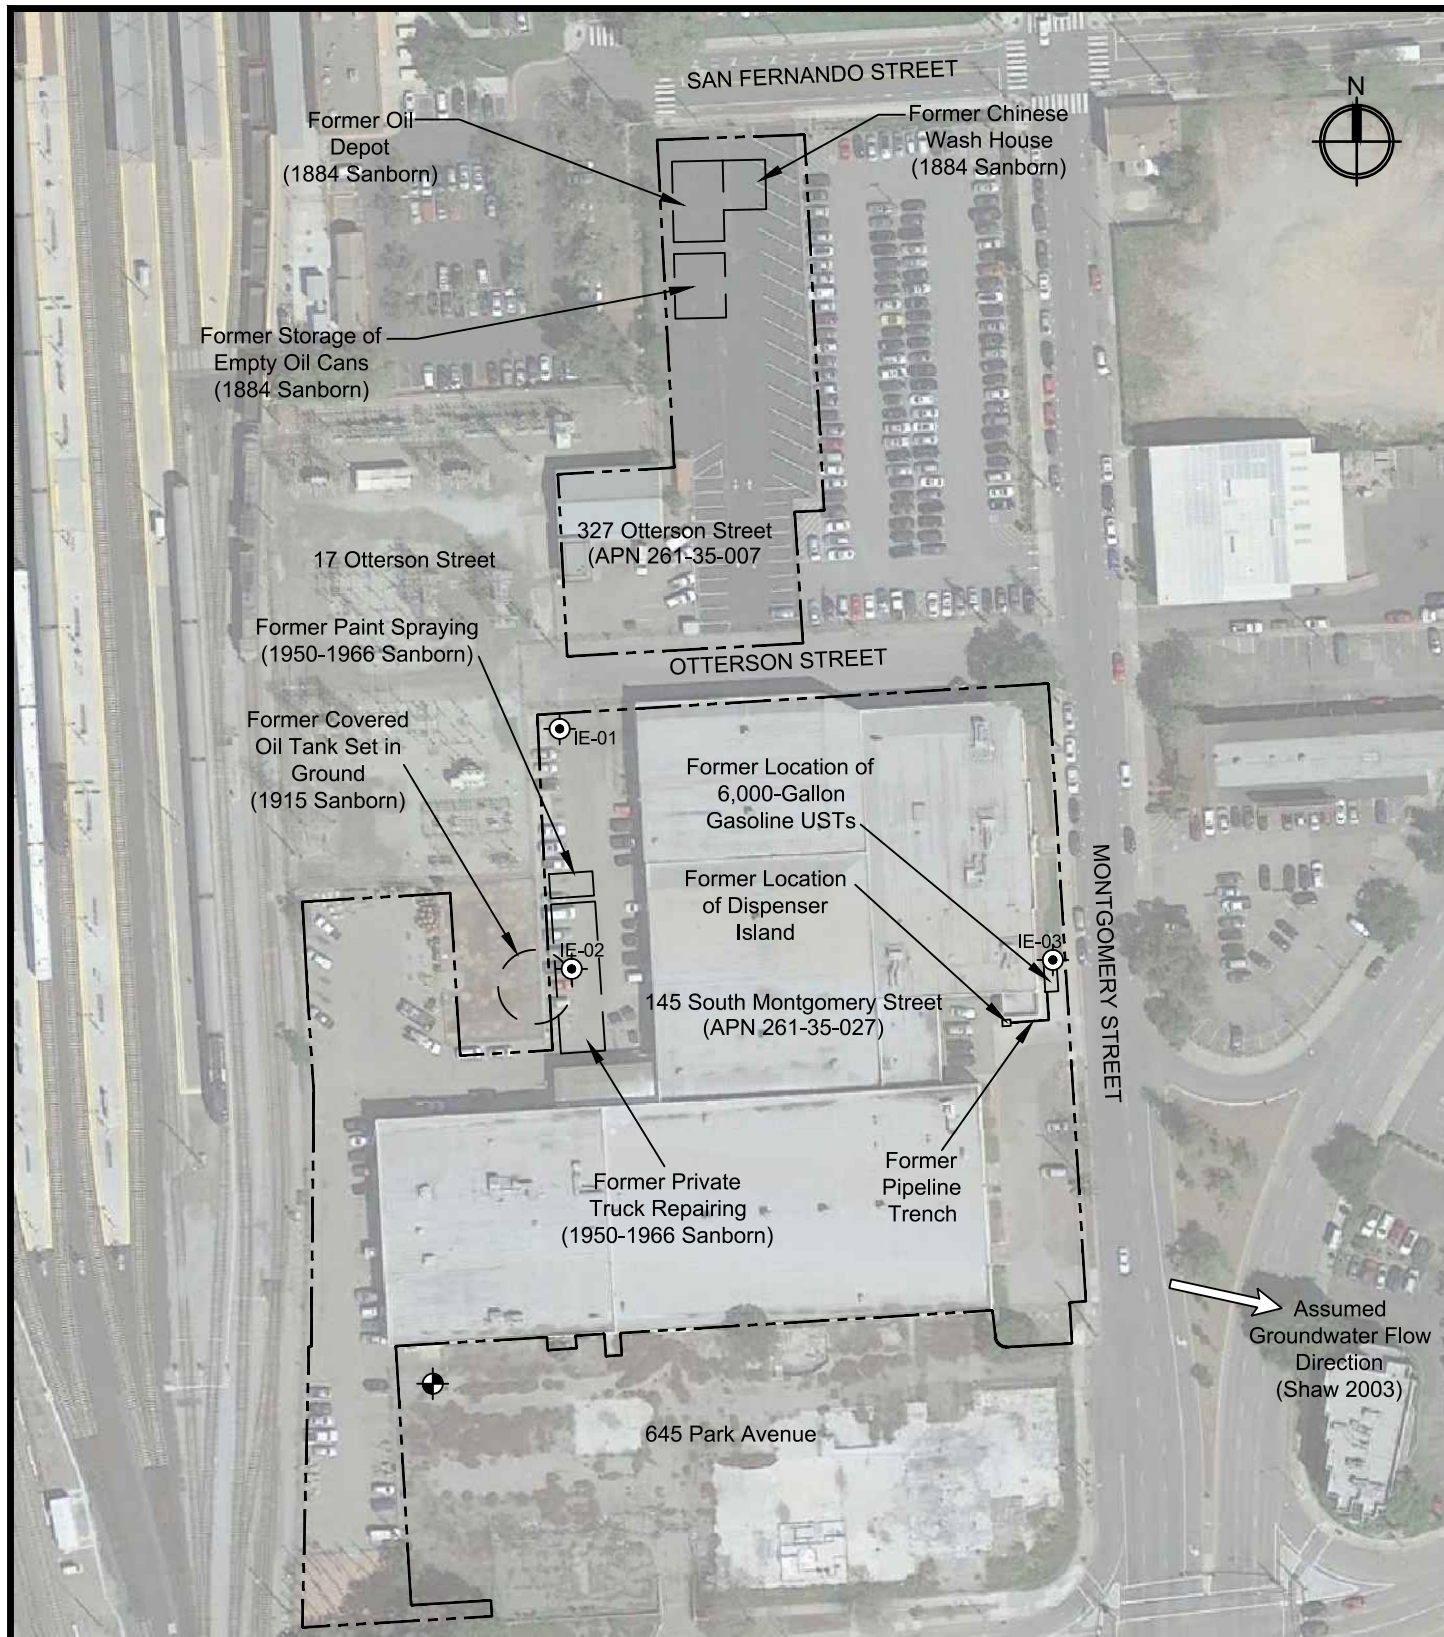 SAN FERNANDO STREET
N
Former Oil
Depot
(1884 Sanborn)
Former Chinese
Wash House
(1884 Sanborn)
Former Storage of
Empty Oil Cans
(1884 Sanborn)
327 Otterson Street
(APN 261-35-007
17 Otterson Street
Former Paint Spraying
(1950-1966 Sanborn)
OTTERSON STREET
Former Covered
Oil Tank Set in
Ground
(1915 Sanborn)
IE-01
Former Location of
6,000-Gallon
Gasoline USTs
Former Location
of Dispenser
Island
MONTGOMERY STREET
IE-02
IE-03
145 South Montgomery Street
(APN 261-35-027)
Former Private
Truck Repairing
(1950-1966 Sanborn)
Former
Pipeline
Trench
Assumed
Groundwater Flow
Direction
(Shaw 2003)
645 Park Avenue